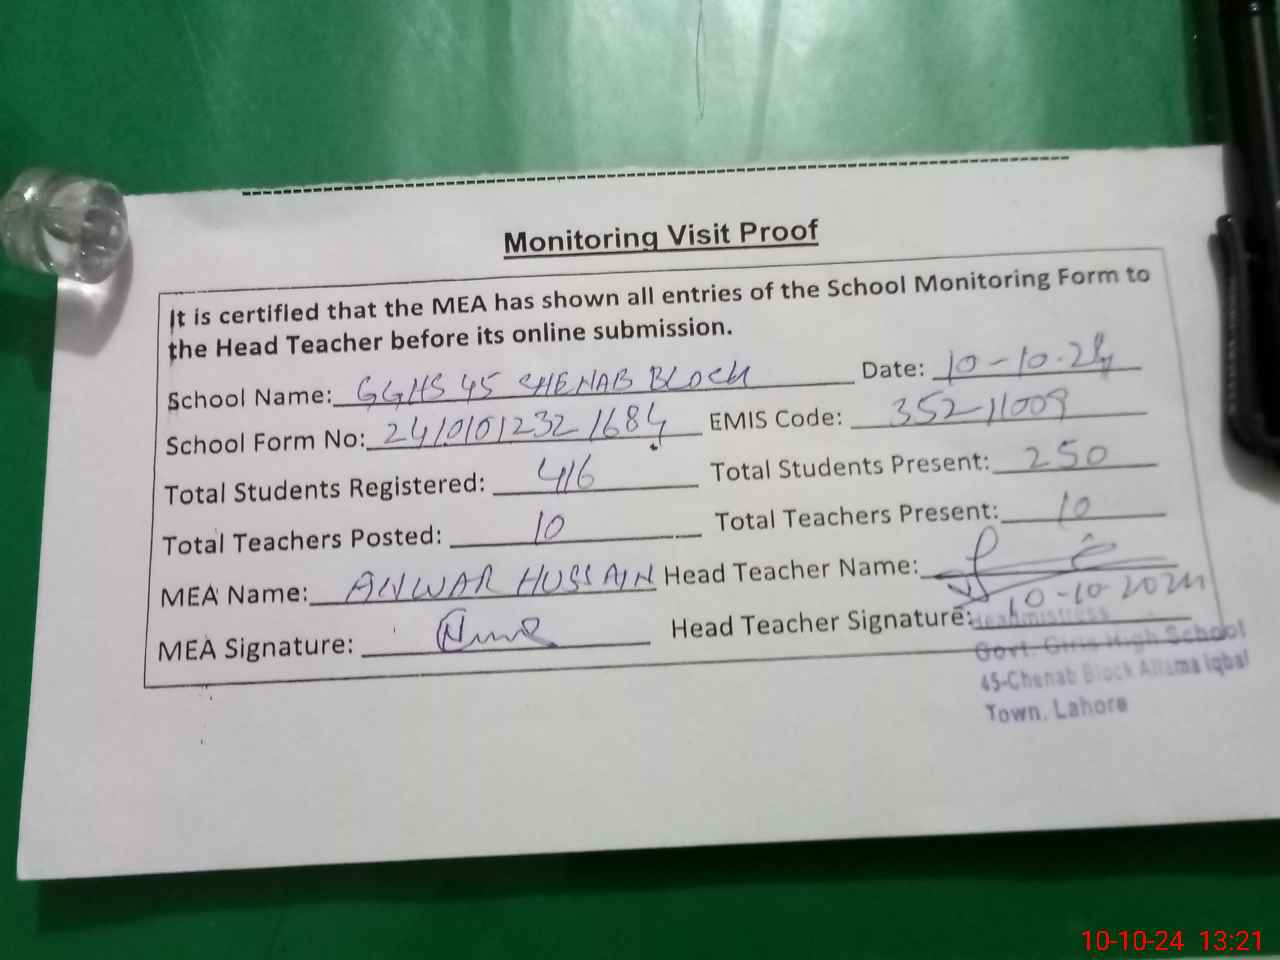 Monitoring Visit Proof
It is certified that the MEA has shown all entries of the School Monitoring Form to
the Head Teacher before its online submission.
School Name: GGHS 45 CHENAB BLOCK Date: 10-10-24
School Form No: 2410101232 1684 EMIS Code: 35211009
Total Students Registered: 416 Total Students Present: 250
Total Teachers Posted: 10 Total Teachers Present: 10
MEA Name: ANWAR HUSSAIN Head Teacher Name:
10-10-2024
MEA Signature: Head Teacher Signature:
Headmistress
Govt. Girls High School
45-Chenab Block Allama Iqbal
Town, Lahore
10-10-24 13:21